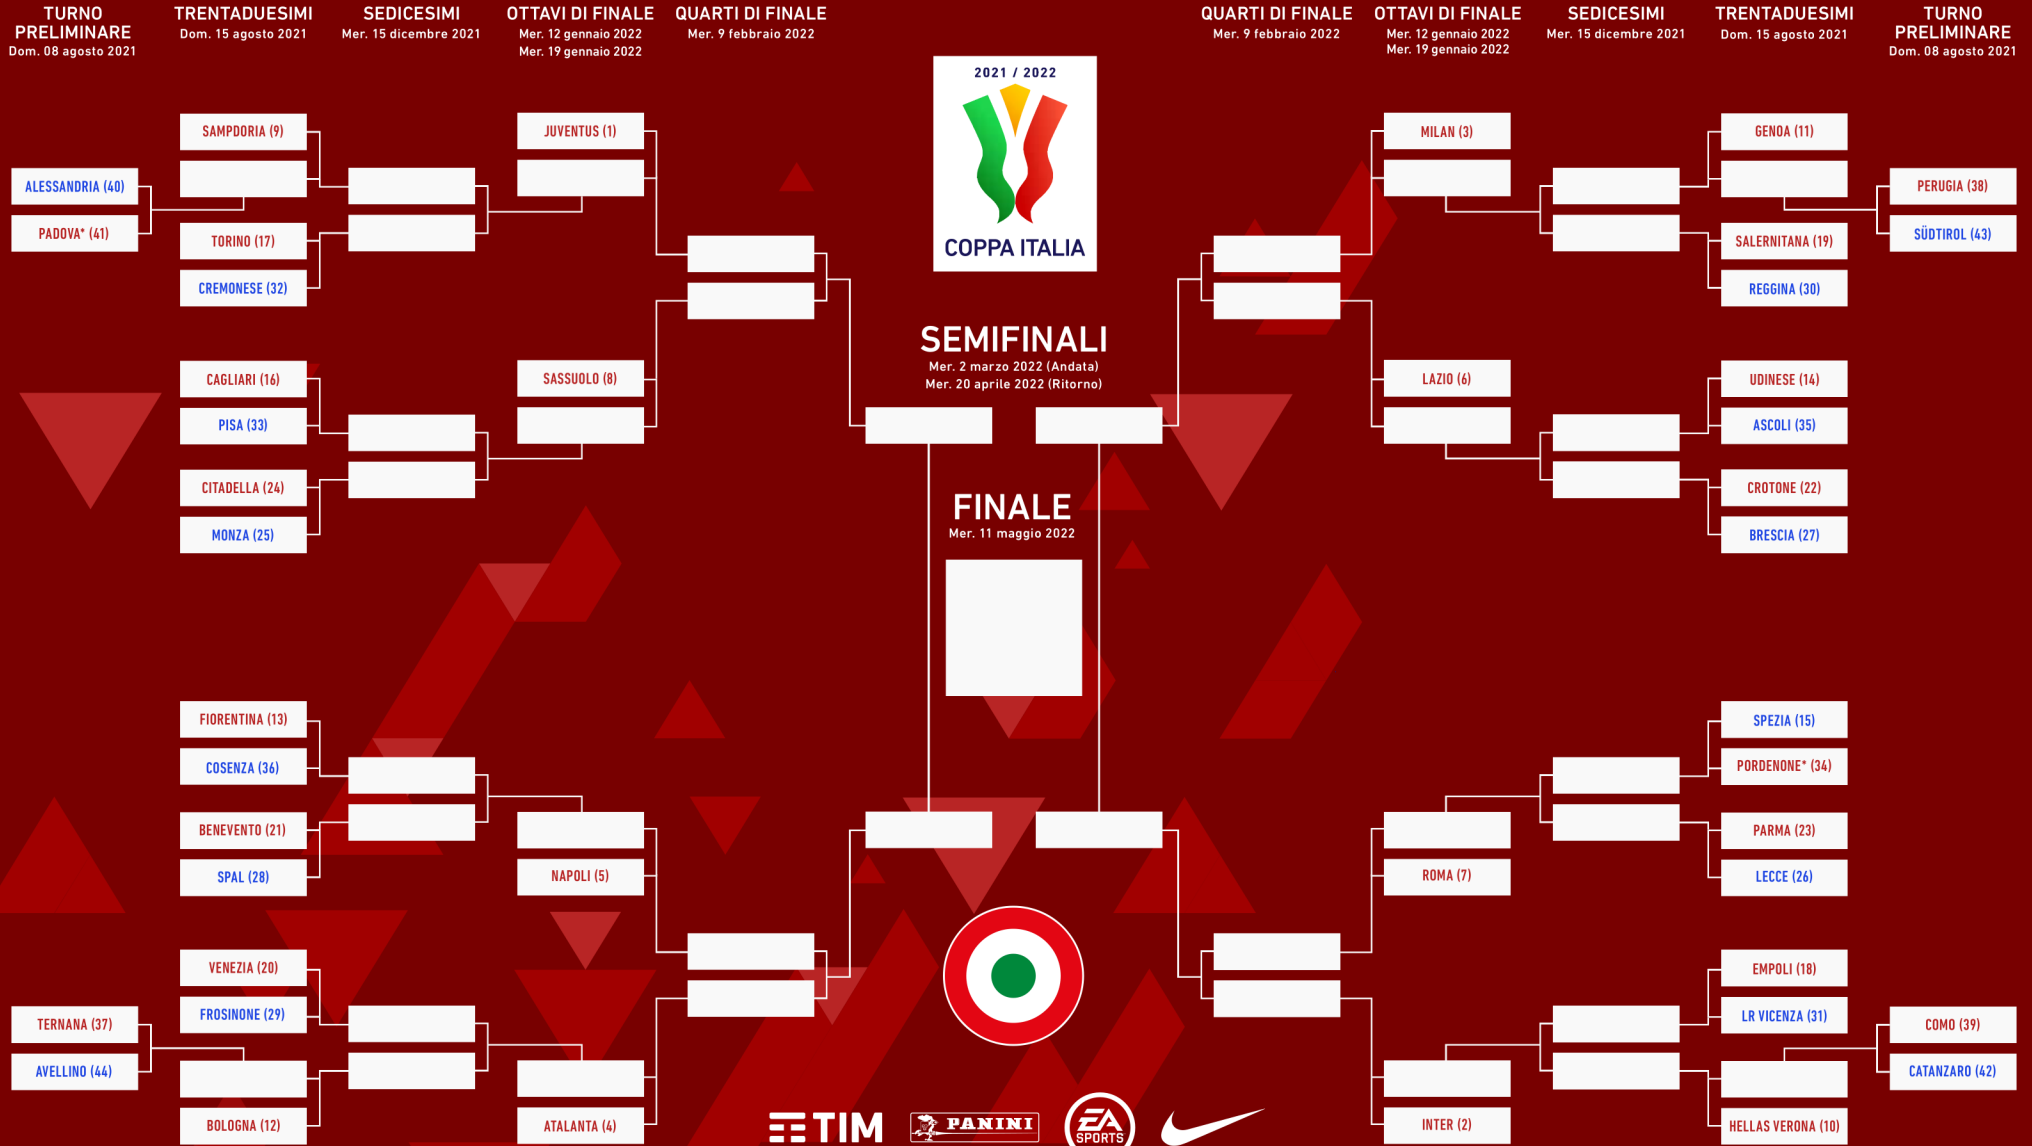 TURNO
PRELIMINARE
Dom. 08 agosto 2021
TRENTADUESIMI
Dom. 15 agosto 2021
SEDICESIMI
Mer. 15 dicembre 2021
OTTAVI DI FINALE
Mer. 12 gennaio 2022
Mer. 19 gennaio 2022
QUARTI DI FINALE
Mer. 9 febbraio 2022
QUARTI DI FINALE
Mer. 9 febbraio 2022
OTTAVI DI FINALE
Mer. 12 gennaio 2022
Mer. 19 gennaio 2022
SEDICESIMI
Mer. 15 dicembre 2021
TRENTADUESIMI
Dom. 15 agosto 2021
TURNO
PRELIMINARE
Dom. 08 agosto 2021
ALESSANDRIA (40)
PADOVA* (41)
TERNANA (37)
AVELLINO (44)
SAMPDORIA (9)
TORINO (17)
CREMONESE (32)
CAGLIARI (16)
PISA (33)
CITADELLA (24)
MONZA (25)
FIORENTINA (13)
COSENZA (36)
BENEVENTO (21)
SPAL (28)
VENEZIA (20)
FROSINONE (29)
BOLOGNA (12)
JUVENTUS (1)
SASSUOLO (8)
NAPOLI (5)
ATALANTA (4)
2021 / 2022
COPPA ITALIA
SEMIFINALI
Mer. 2 marzo 2022 (Andata)
Mer. 20 aprile 2022 (Ritorno)
FINALE
Mer. 11 maggio 2022
TIM
PANINI
EA
SPORTS
MILAN (3)
LAZIO (6)
ROMA (7)
INTER (2)
GENOA (11)
SALERNITANA (19)
REGGINA (30)
UDINESE (14)
ASCOLI (35)
CROTONE (22)
BRESCIA (27)
SPEZIA (15)
PORDENONE* (34)
PARMA (23)
LECCE (26)
EMPOLI (18)
LR VICENZA (31)
HELLAS VERONA (10)
PERUGIA (38)
SÜDTIROL (43)
COMO (39)
CATANZARO (42)